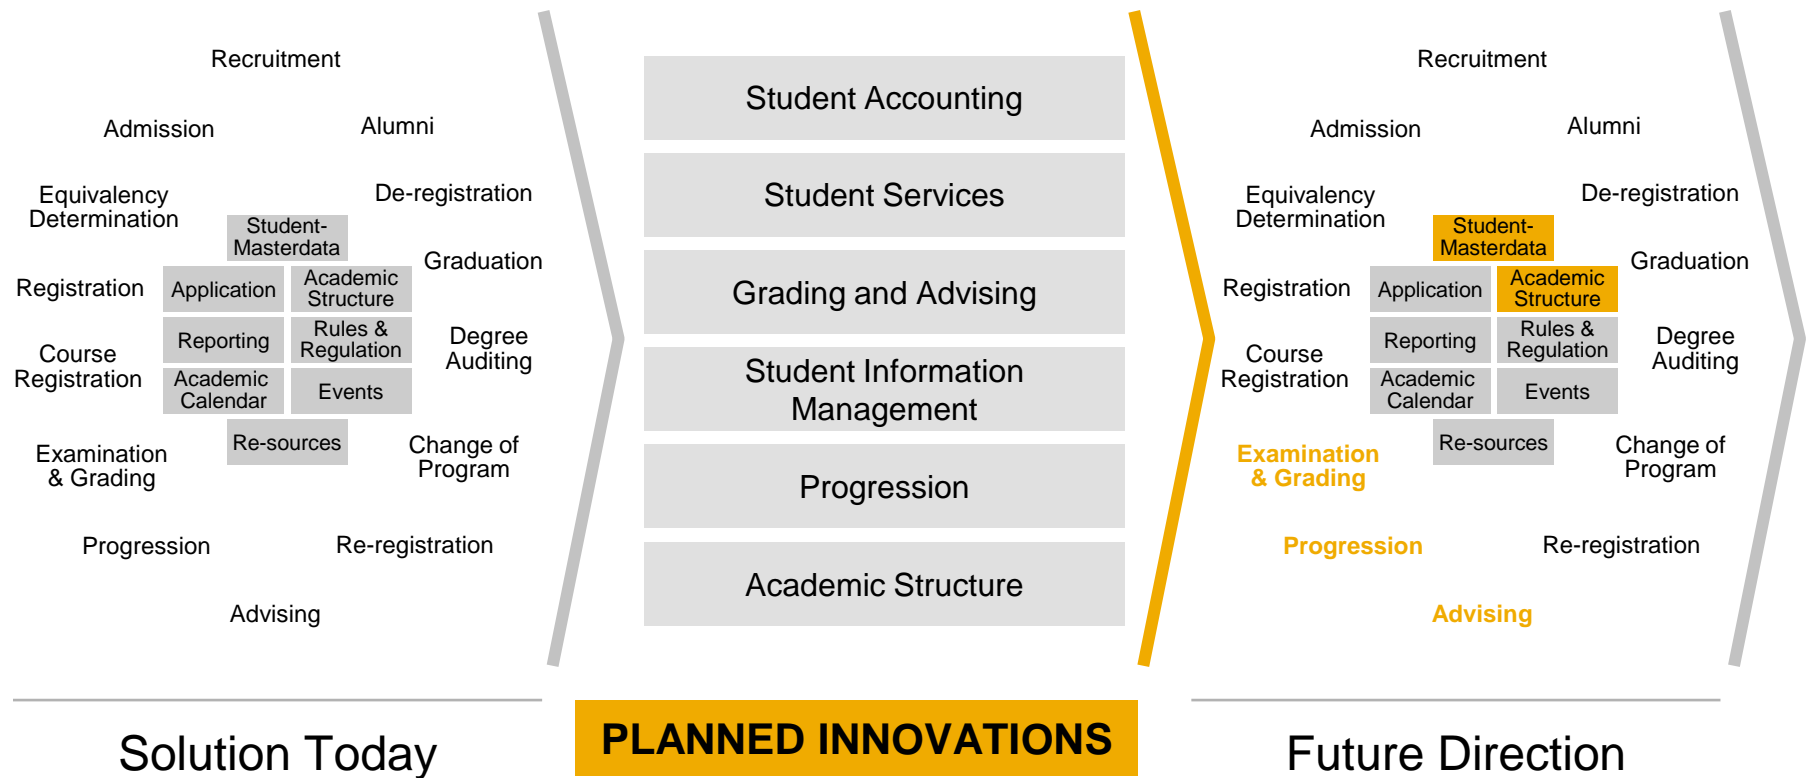 Recruitment
Admission
Alumni
Equivalency
Determination
De-registration
Student-
Masterdata
Graduation
Registration
Application
Academic
Structure
Reporting
Rules &
Regulation
Course
Registration
Degree
Auditing
Academic
Calendar
Events
Re-sources
Examination
& Grading
Change of
Program
Progression
Re-registration
Advising
Solution Today
Student Accounting
Student Services
Grading and Advising
Student Information
Management
Progression
Academic Structure
PLANNED INNOVATIONS
Recruitment
Admission
Alumni
Equivalency
Determination
De-registration
Student-
Masterdata
Graduation
Registration
Application
Academic
Structure
Reporting
Rules &
Regulation
Course
Registration
Degree
Auditing
Academic
Calendar
Events
Re-sources
Examination
& Grading
Change of
Program
Progression
Re-registration
Advising
Future Direction